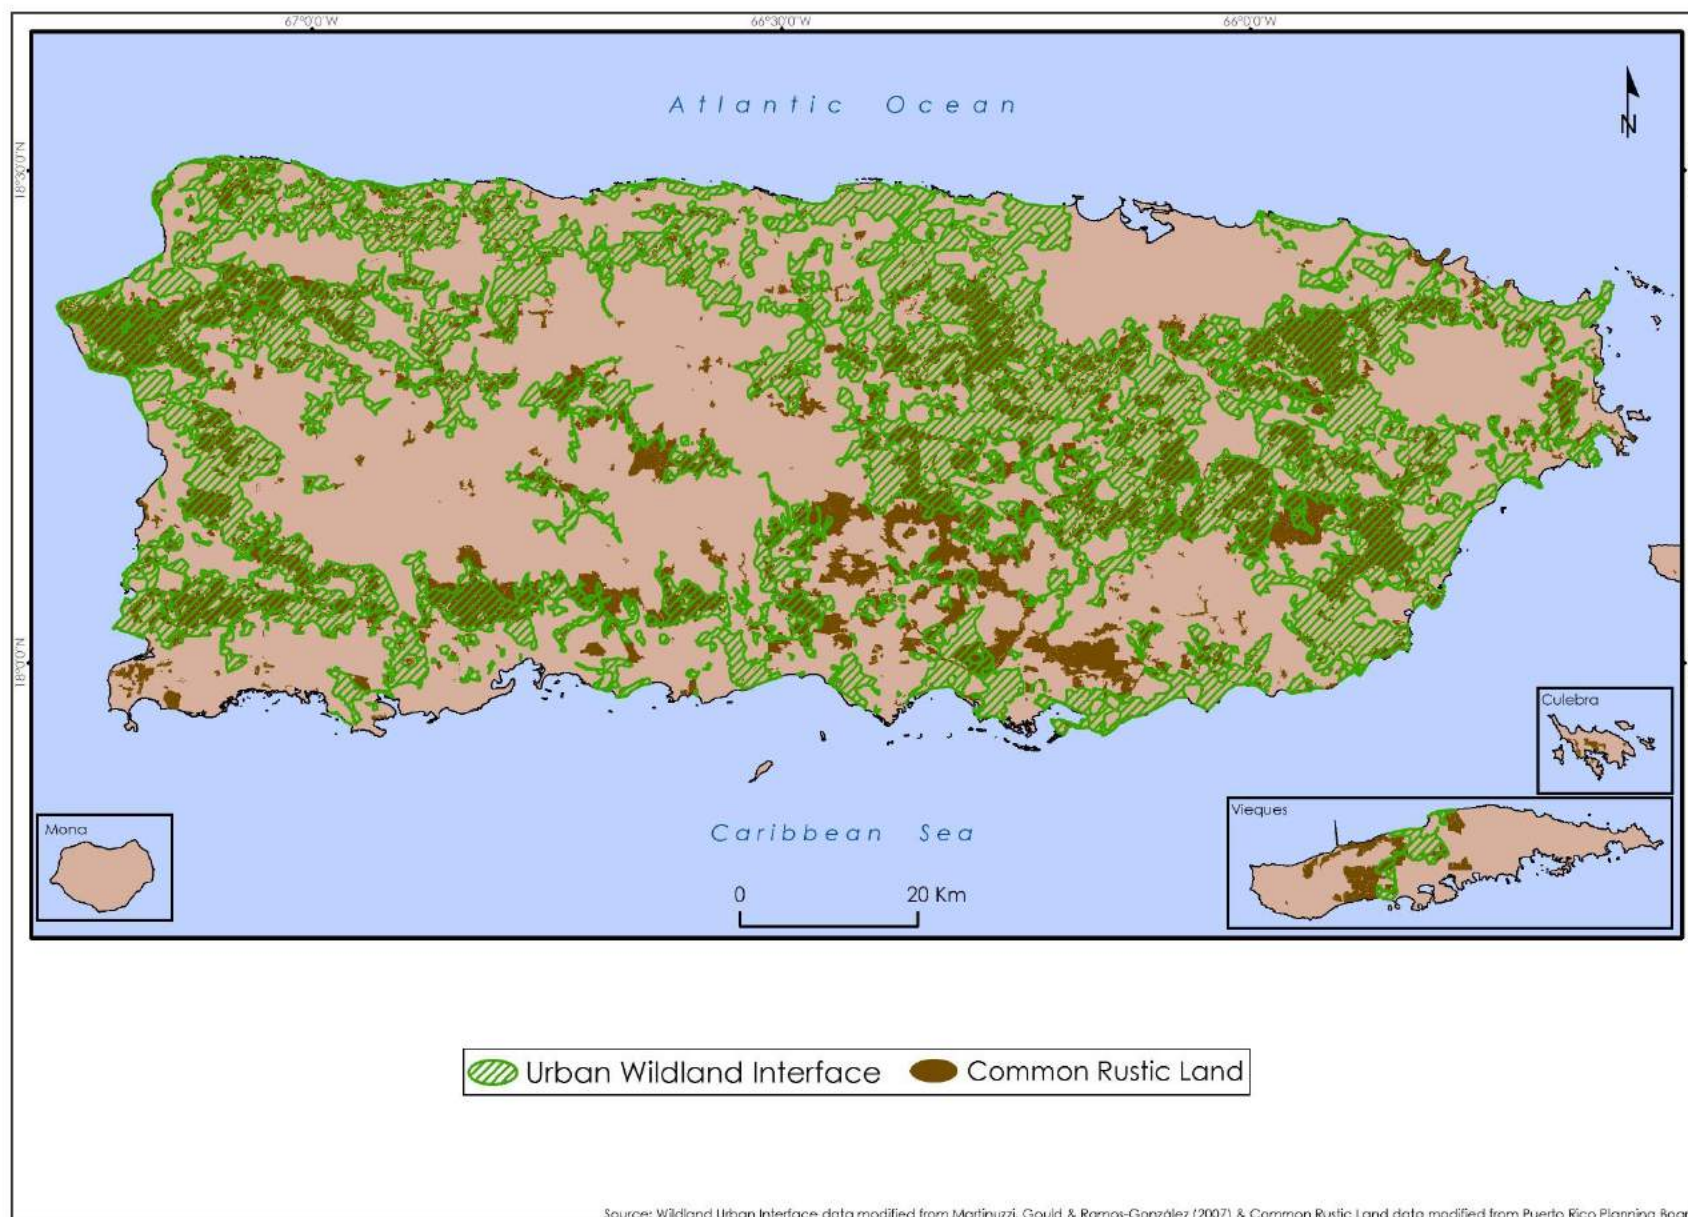 67°0'0"W 66°30'0"W 66°0'0"W
Atlantic Ocean
N
18°30'0"N
18°0'0"N
Culebra
Vieques
Mona
Caribbean Sea
0 20 Km
Urban Wildland Interface Common Rustic Land
Source: Wildland Urban Interface data modified from Martinuzzi, Gould & Ramos-González (2007) & Common Rustic Land data modified from Puerto Rico Planning Boar